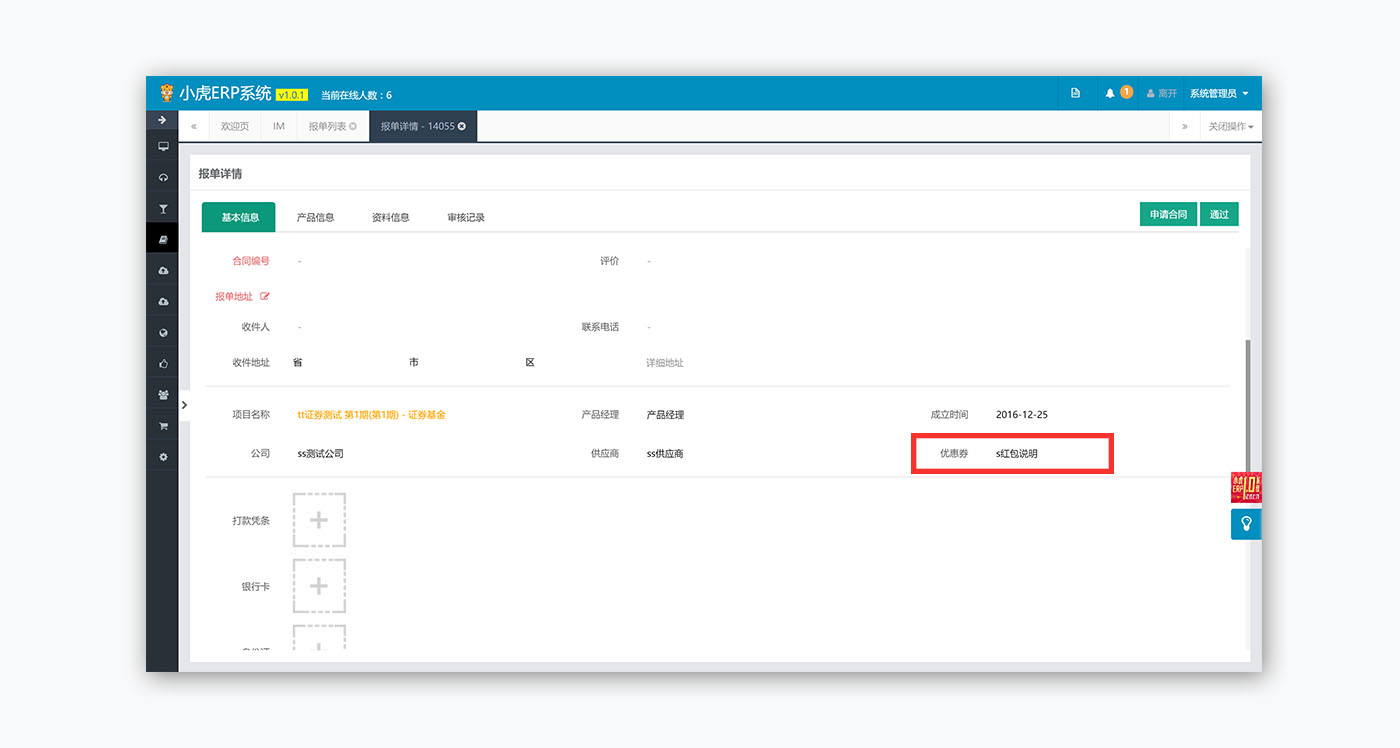 小虎ERP系统 v1.0.1 当前在线人数：6 1 离开 系统管理员
« 欢迎页 IM 报单列表 报单详情 - 14055 » 关闭操作
报单详情
基本信息 产品信息 资料信息 审核记录 申请合同 通过
合同编号 - 评价 -
报单地址
收件人 - 联系电话 -
收件地址 省 市 区 详细地址
项目名称 tt证券测试 第1期(第1期) - 证券基金 产品经理 产品经理 成立时间 2016-12-25
公司 ss测试公司 供应商 ss供应商 优惠券 s红包说明
打款凭条
银行卡